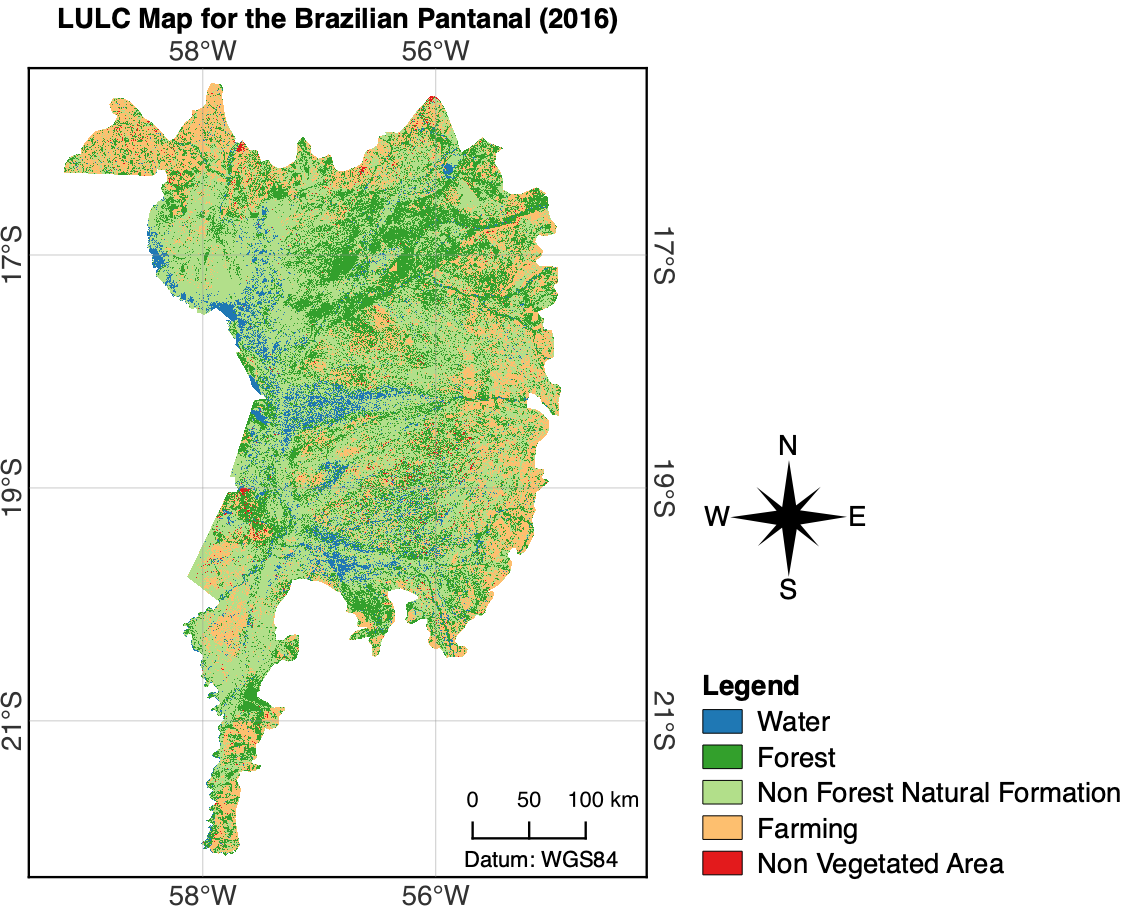 LULC Map for the Brazilian Pantanal (2016)
58°W 56°W
17°S 17°S
19°S 19°S
21°S 21°S
N
W E
S
Legend
Water
Forest
Non Forest Natural Formation
Farming
Non Vegetated Area
0 50 100 km
Datum: WGS84
58°W 56°W